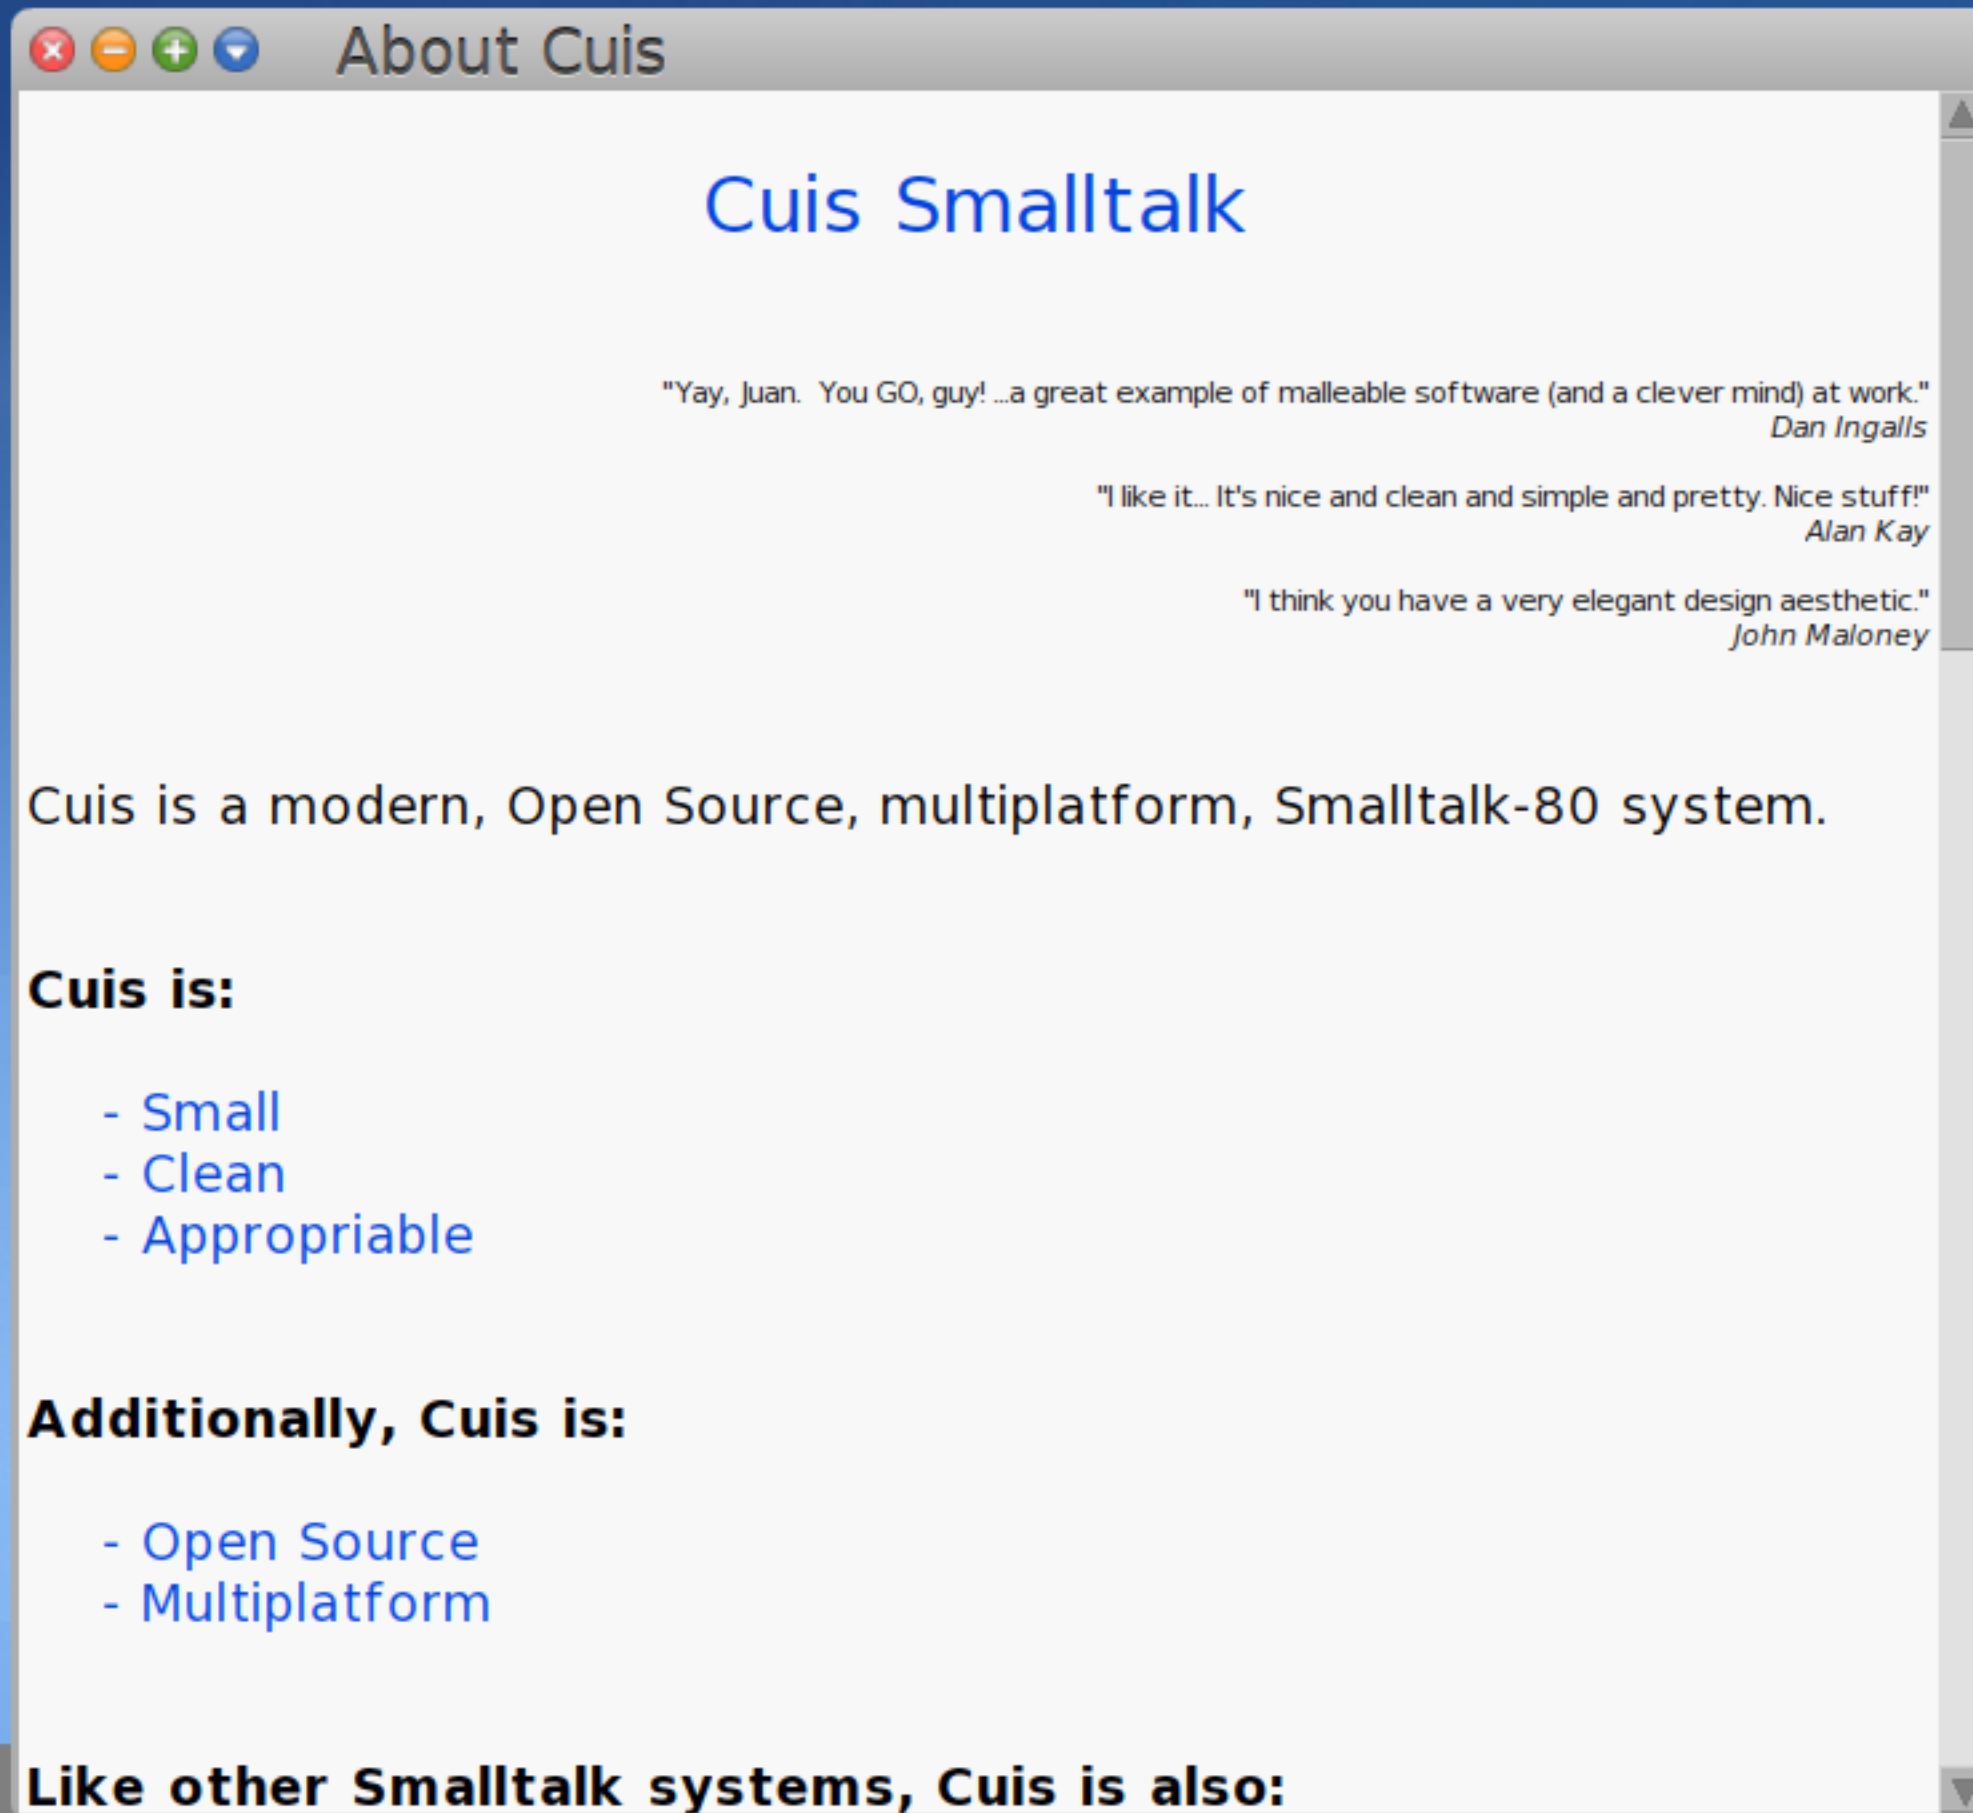 About Cuis
Cuis Smalltalk
"Yay, Juan.  You GO, guy! ...a great example of malleable software (and a clever mind) at work."
Dan Ingalls
"I like it... It's nice and clean and simple and pretty. Nice stuff!"
Alan Kay
"I think you have a very elegant design aesthetic."
John Maloney
Cuis is a modern, Open Source, multiplatform, Smalltalk-80 system.
Cuis is:
- Small
- Clean
- Appropriable
Additionally, Cuis is:
- Open Source
- Multiplatform
Like other Smalltalk systems, Cuis is also: